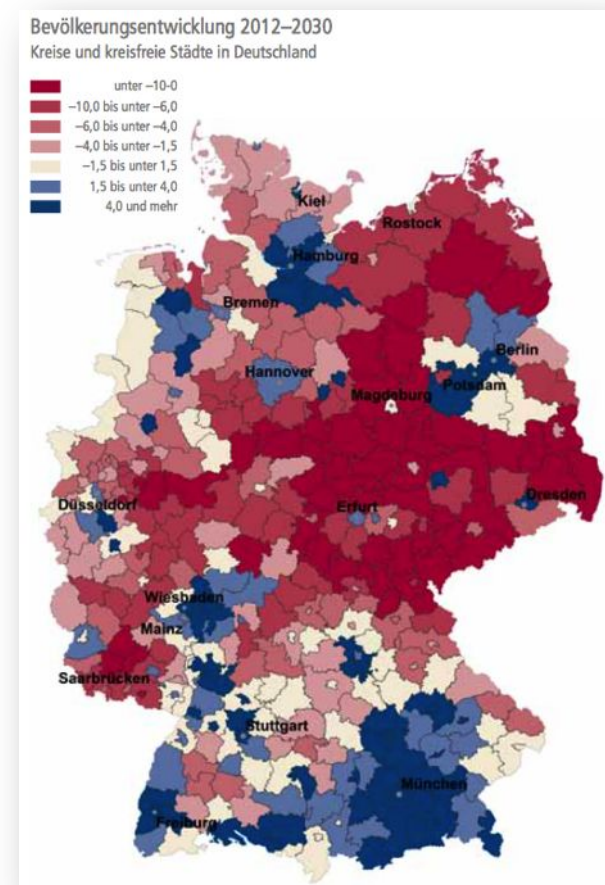 Bevölkerungsentwicklung 2012–2030
Kreise und kreisfreie Städte in Deutschland
unter –10-0
–10,0 bis unter –6,0
–6,0 bis unter –4,0
–4,0 bis unter –1,5
–1,5 bis unter 1,5
1,5 bis unter 4,0
4,0 und mehr
Kiel
Rostock
Hamburg
Bremen
Berlin
Hannover
Potsdam
Magdeburg
Düsseldorf
Erfurt
Dresden
Wiesbaden
Mainz
Saarbrücken
Stuttgart
München
Freiburg